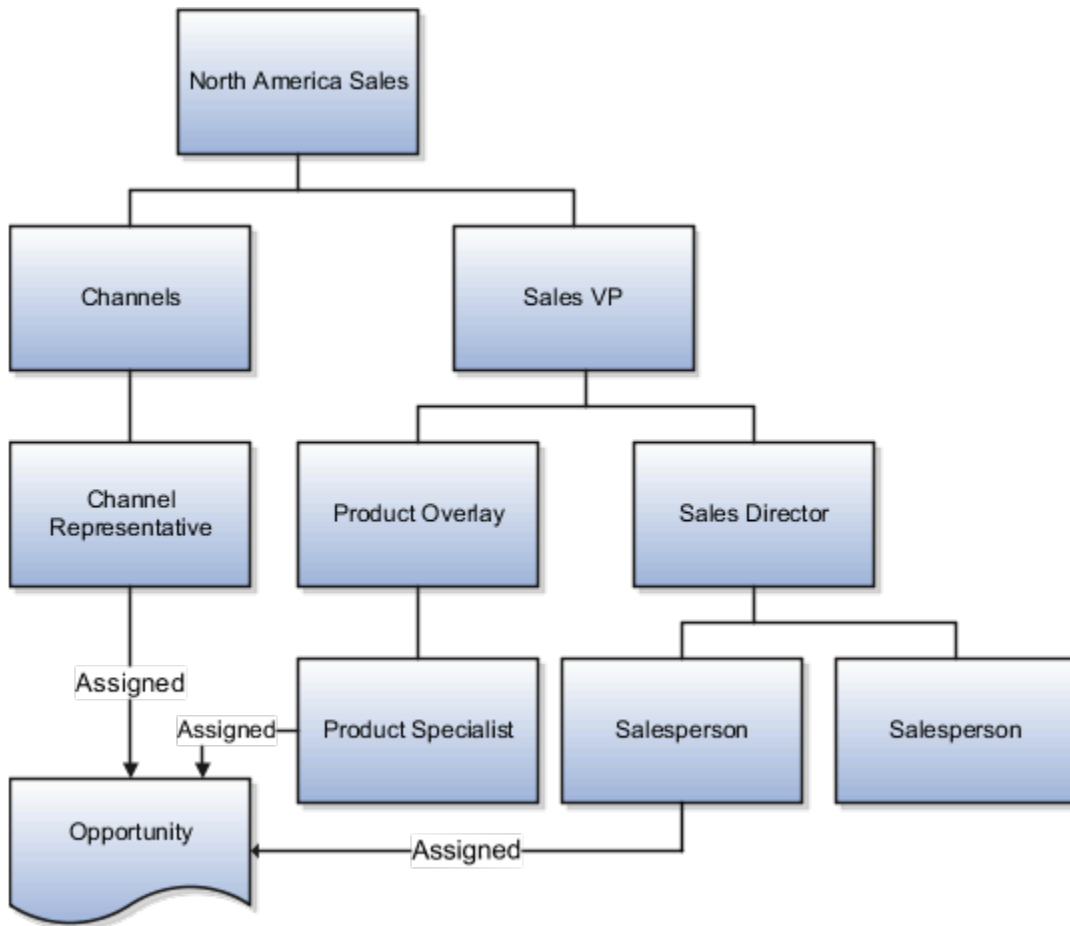 North America Sales
Channels
Sales VP
Channel
Representative
Product Overlay
Sales Director
Assigned
Assigned
Product Specialist
Salesperson
Salesperson
Opportunity
Assigned